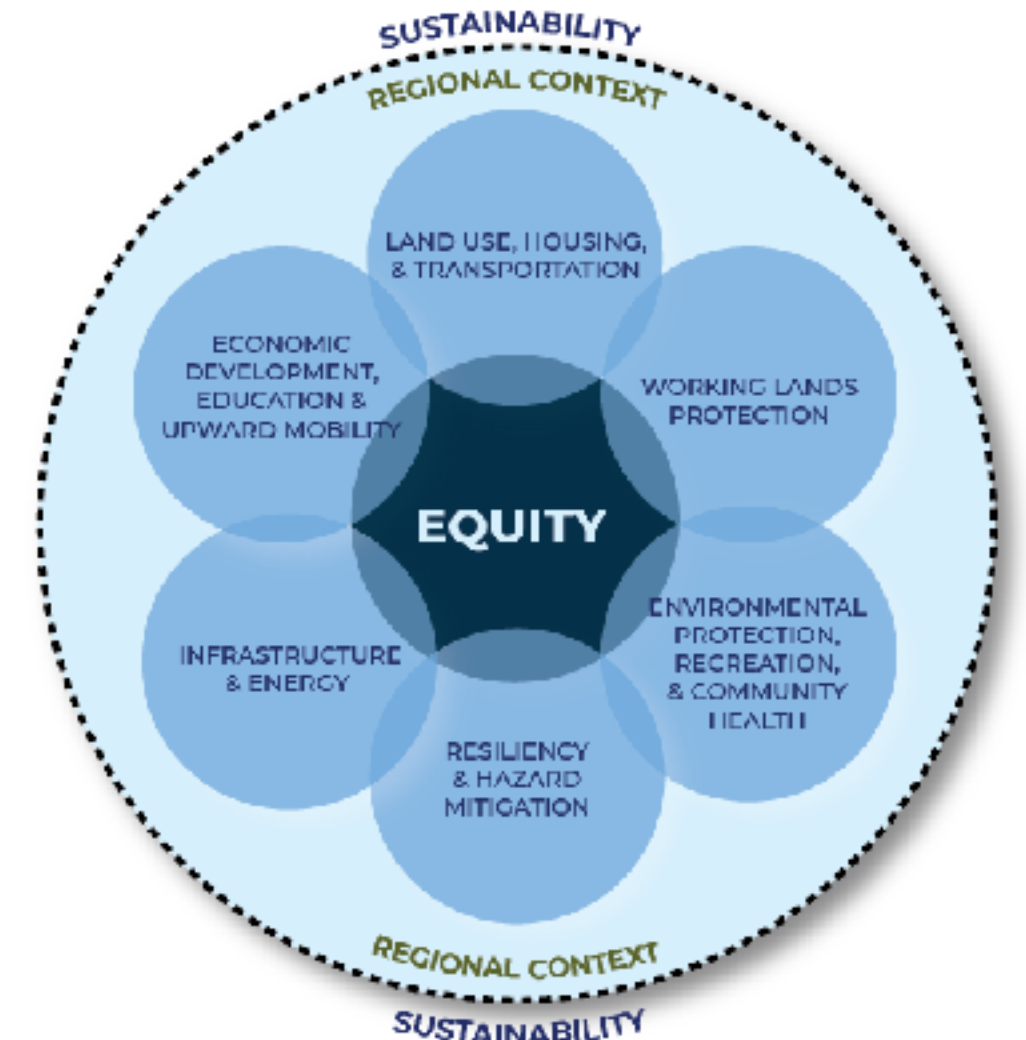 SUSTAINABILITY
REGIONAL CONTEXT
LAND USE, HOUSING,
& TRANSPORTATION
ECONOMIC
DEVELOPMENT,
EDUCATION &
UPWARD MOBILITY
WORKING LANDS
PROTECTION
EQUITY
INFRASTRUCTURE
& ENERGY
ENVIRONMENTAL
PROTECTION,
RECREATION,
& COMMUNITY
HEALTH
RESILIENCY
& HAZARD
MITIGATION
REGIONAL CONTEXT
SUSTAINABILITY